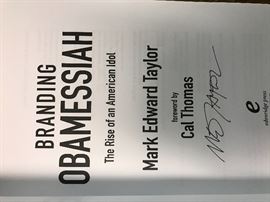 BRANDING
OBAMESSIAH
The Rise of an American Idol
Mark Edward Taylor
foreword by
Cal Thomas
e